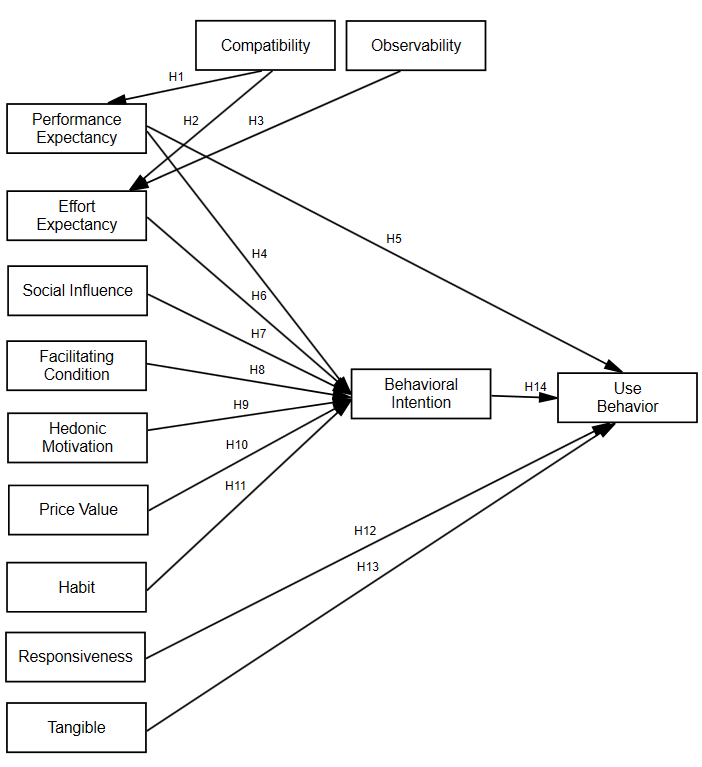 Compatibility
Observability
H1
Performance
Expectancy
H2
H3
Effort
Expectancy
H5
H4
Social Influence
H6
H7
Facilitating
Condition
H8
Behavioral
Intention
H14
Use
Behavior
H9
Hedonic
Motivation
H10
H11
Price Value
H12
H13
Habit
Responsiveness
Tangible